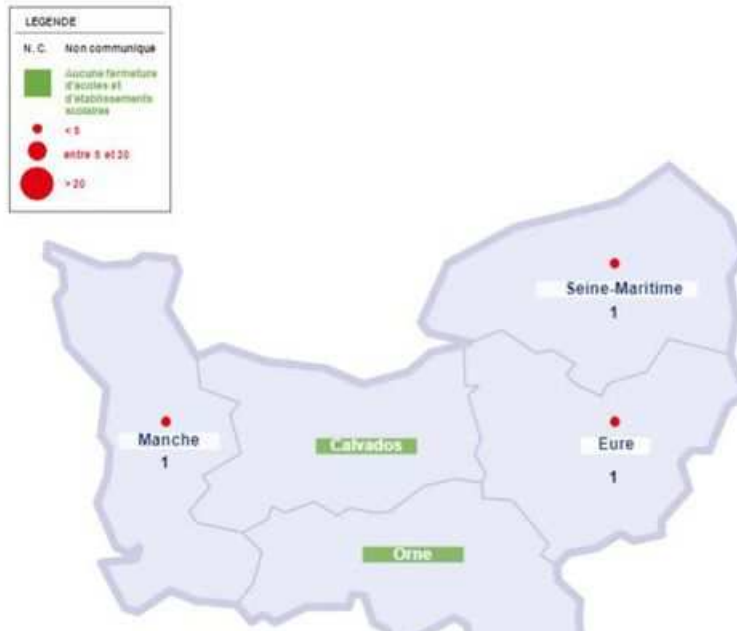 LEGENDE
N. C. Non communiqué
Aucune fermeture
d'écoles et
d'établissements
scolaires
< 5
entre 5 et 20
> 20
Seine-Maritime
1
Manche
1
Calvados
Eure
1
Orne